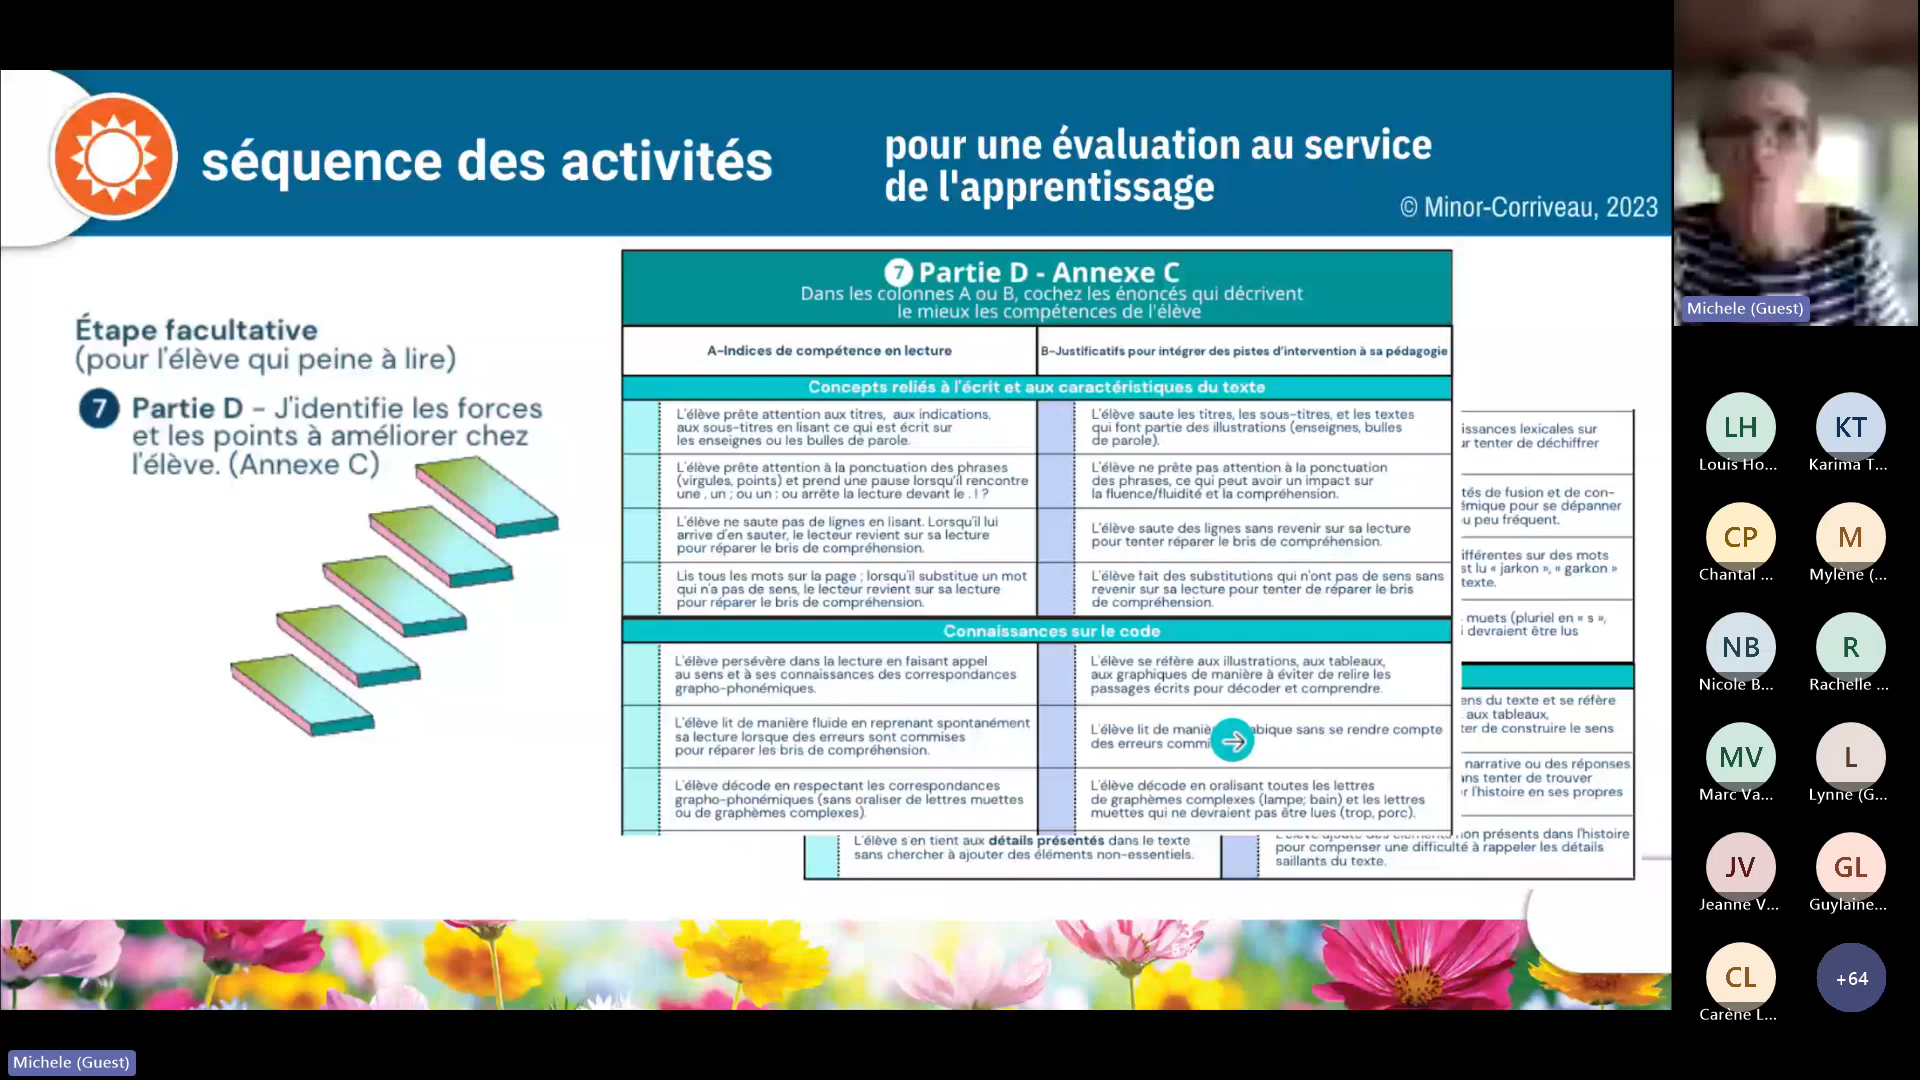 séquence des activités
pour une évaluation au service
de l'apprentissage
© Minor-Corriveau, 2023
Étape facultative
(pour l'élève qui peine à lire)
7 Partie D - J'identifie les forces
et les points à améliorer chez
l'élève. (Annexe C)
7 Partie D - Annexe C
Dans les colonnes A ou B, cochez les énoncés qui décrivent
le mieux les compétences de l'élève
A-Indices de compétence en lecture
B-Justificatifs pour intégrer des pistes d'intervention à sa pédagogie
Concepts reliés à l'écrit et aux caractéristiques du texte
L'élève prête attention aux titres, aux indications,
aux sous-titres en lisant ce qui est écrit sur
les enseignes ou les bulles de parole.
L'élève saute les titres, les sous-titres, et les textes
qui font partie des illustrations (enseignes, bulles
de parole).
L'élève prête attention à la ponctuation des phrases
(virgules, points) et prend une pause lorsqu'il rencontre
une , un ; ou un : ou arrête la lecture devant le . ! ?
L'élève ne prête pas attention à la ponctuation
des phrases, ce qui peut avoir un impact sur
la fluence/fluidité et la compréhension.
L'élève ne saute pas de lignes en lisant. Lorsqu'il lui
arrive d'en sauter, le lecteur revient sur sa lecture
pour réparer le bris de compréhension.
L'élève saute des lignes sans revenir sur sa lecture
pour tenter réparer le bris de compréhension.
Lis tous les mots sur la page ; lorsqu'il substitue un mot
qui n'a pas de sens, le lecteur revient sur sa lecture
pour réparer le bris de compréhension.
L'élève fait des substitutions qui n'ont pas de sens sans
revenir sur sa lecture pour tenter de réparer le bris
de compréhension.
Connaissances sur le code
L'élève persévère dans la lecture en faisant appel
au sens et à ses connaissances des correspondances
grapho-phonémiques.
L'élève se réfère aux illustrations, aux tableaux,
aux graphiques de manière à éviter de relire les
passages écrits pour décoder et comprendre.
L'élève lit de manière fluide en reprenant spontanément
sa lecture lorsque des erreurs sont commises
pour réparer les bris de compréhension.
L'élève lit de maniè abique sans se rendre compte
des erreurs commi
L'élève décode en respectant les correspondances
grapho-phonémiques (sans oraliser de lettres muettes
ou de graphèmes complexes).
L'élève décode en oralisant toutes les lettres
de graphèmes complexes (lampe; bain) et les lettres
muettes qui ne devraient pas être lues (trop, porc).
issances lexicales sur
ur tenter de déchiffrer
tés de fusion et de con-
émique pour se dépanner
u peu fréquent.
ifférentes sur des mots
st lu « jarkon », « garkon »
texte.
muets (pluriel en « s »,
i devraient être lus
ens du texte et se réfère
aux tableaux,
ter de construire le sens
narrative ou des réponses
ans tenter de trouver
r l'histoire en ses propres
L'élève s'en tient aux détails présentés dans le texte
sans chercher à ajouter des éléments non-essentiels.
L'élève ajoute des éléments non présents dans l'histoire
pour compenser une difficulté à rappeler les détails
saillants du texte.
Michele (Guest)
LH
Louis Ho...
KT
Karima T...
CP
Chantal ...
M
Mylène (...
NB
Nicole B...
R
Rachelle ...
MV
Marc Va...
L
Lynne (G...
JV
Jeanne V...
GL
Guylaine...
CL
Carène L...
+64
Michele (Guest)